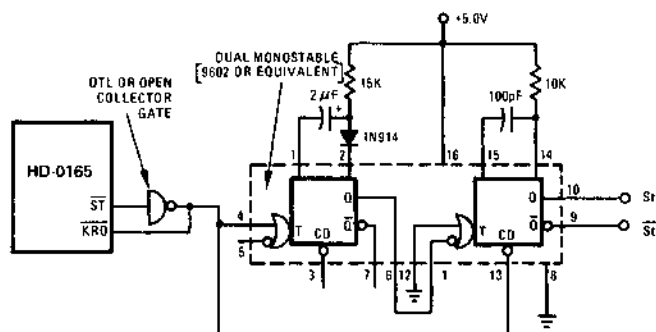 +5.0V
DUAL MONOSTABLE
[9602 OR EQUIVALENT]
DTL OR OPEN
COLLECTOR
GATE
15K
2 µF
+
1N914
10K
100pF
1
2
16
15
14
HD-0165
ST
KRO
4
5
T
CD
Q
Q
3
7
6
12
1
T
CD
Q
Q
13
8
10
9